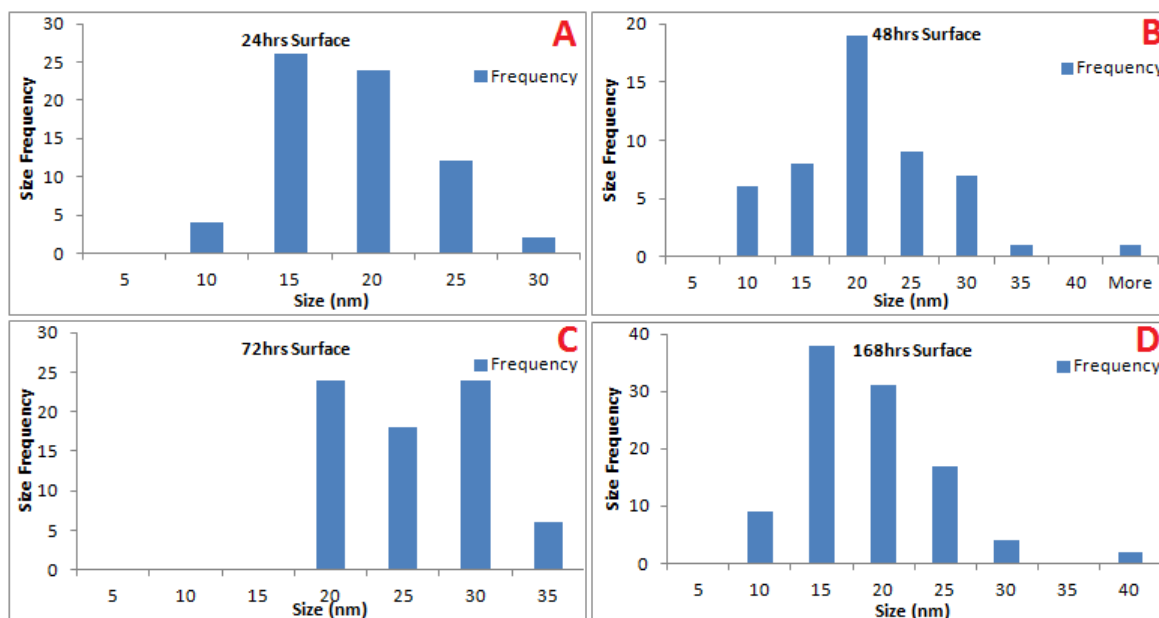 24hrs Surface
A
Frequency
Size Frequency
30
25
20
15
10
5
0
5 10 15 20 25 30
Size (nm)
48hrs Surface
B
Frequency
Size Frequency
20
15
10
5
0
5 10 15 20 25 30 35 40 More
Size (nm)
72hrs Surface
C
Frequency
Size Frequency
30
25
20
15
10
5
0
5 10 15 20 25 30 35
Size (nm)
168hrs Surface
D
Frequency
Size Frequency
40
30
20
10
0
5 10 15 20 25 30 35 40
Size (nm)